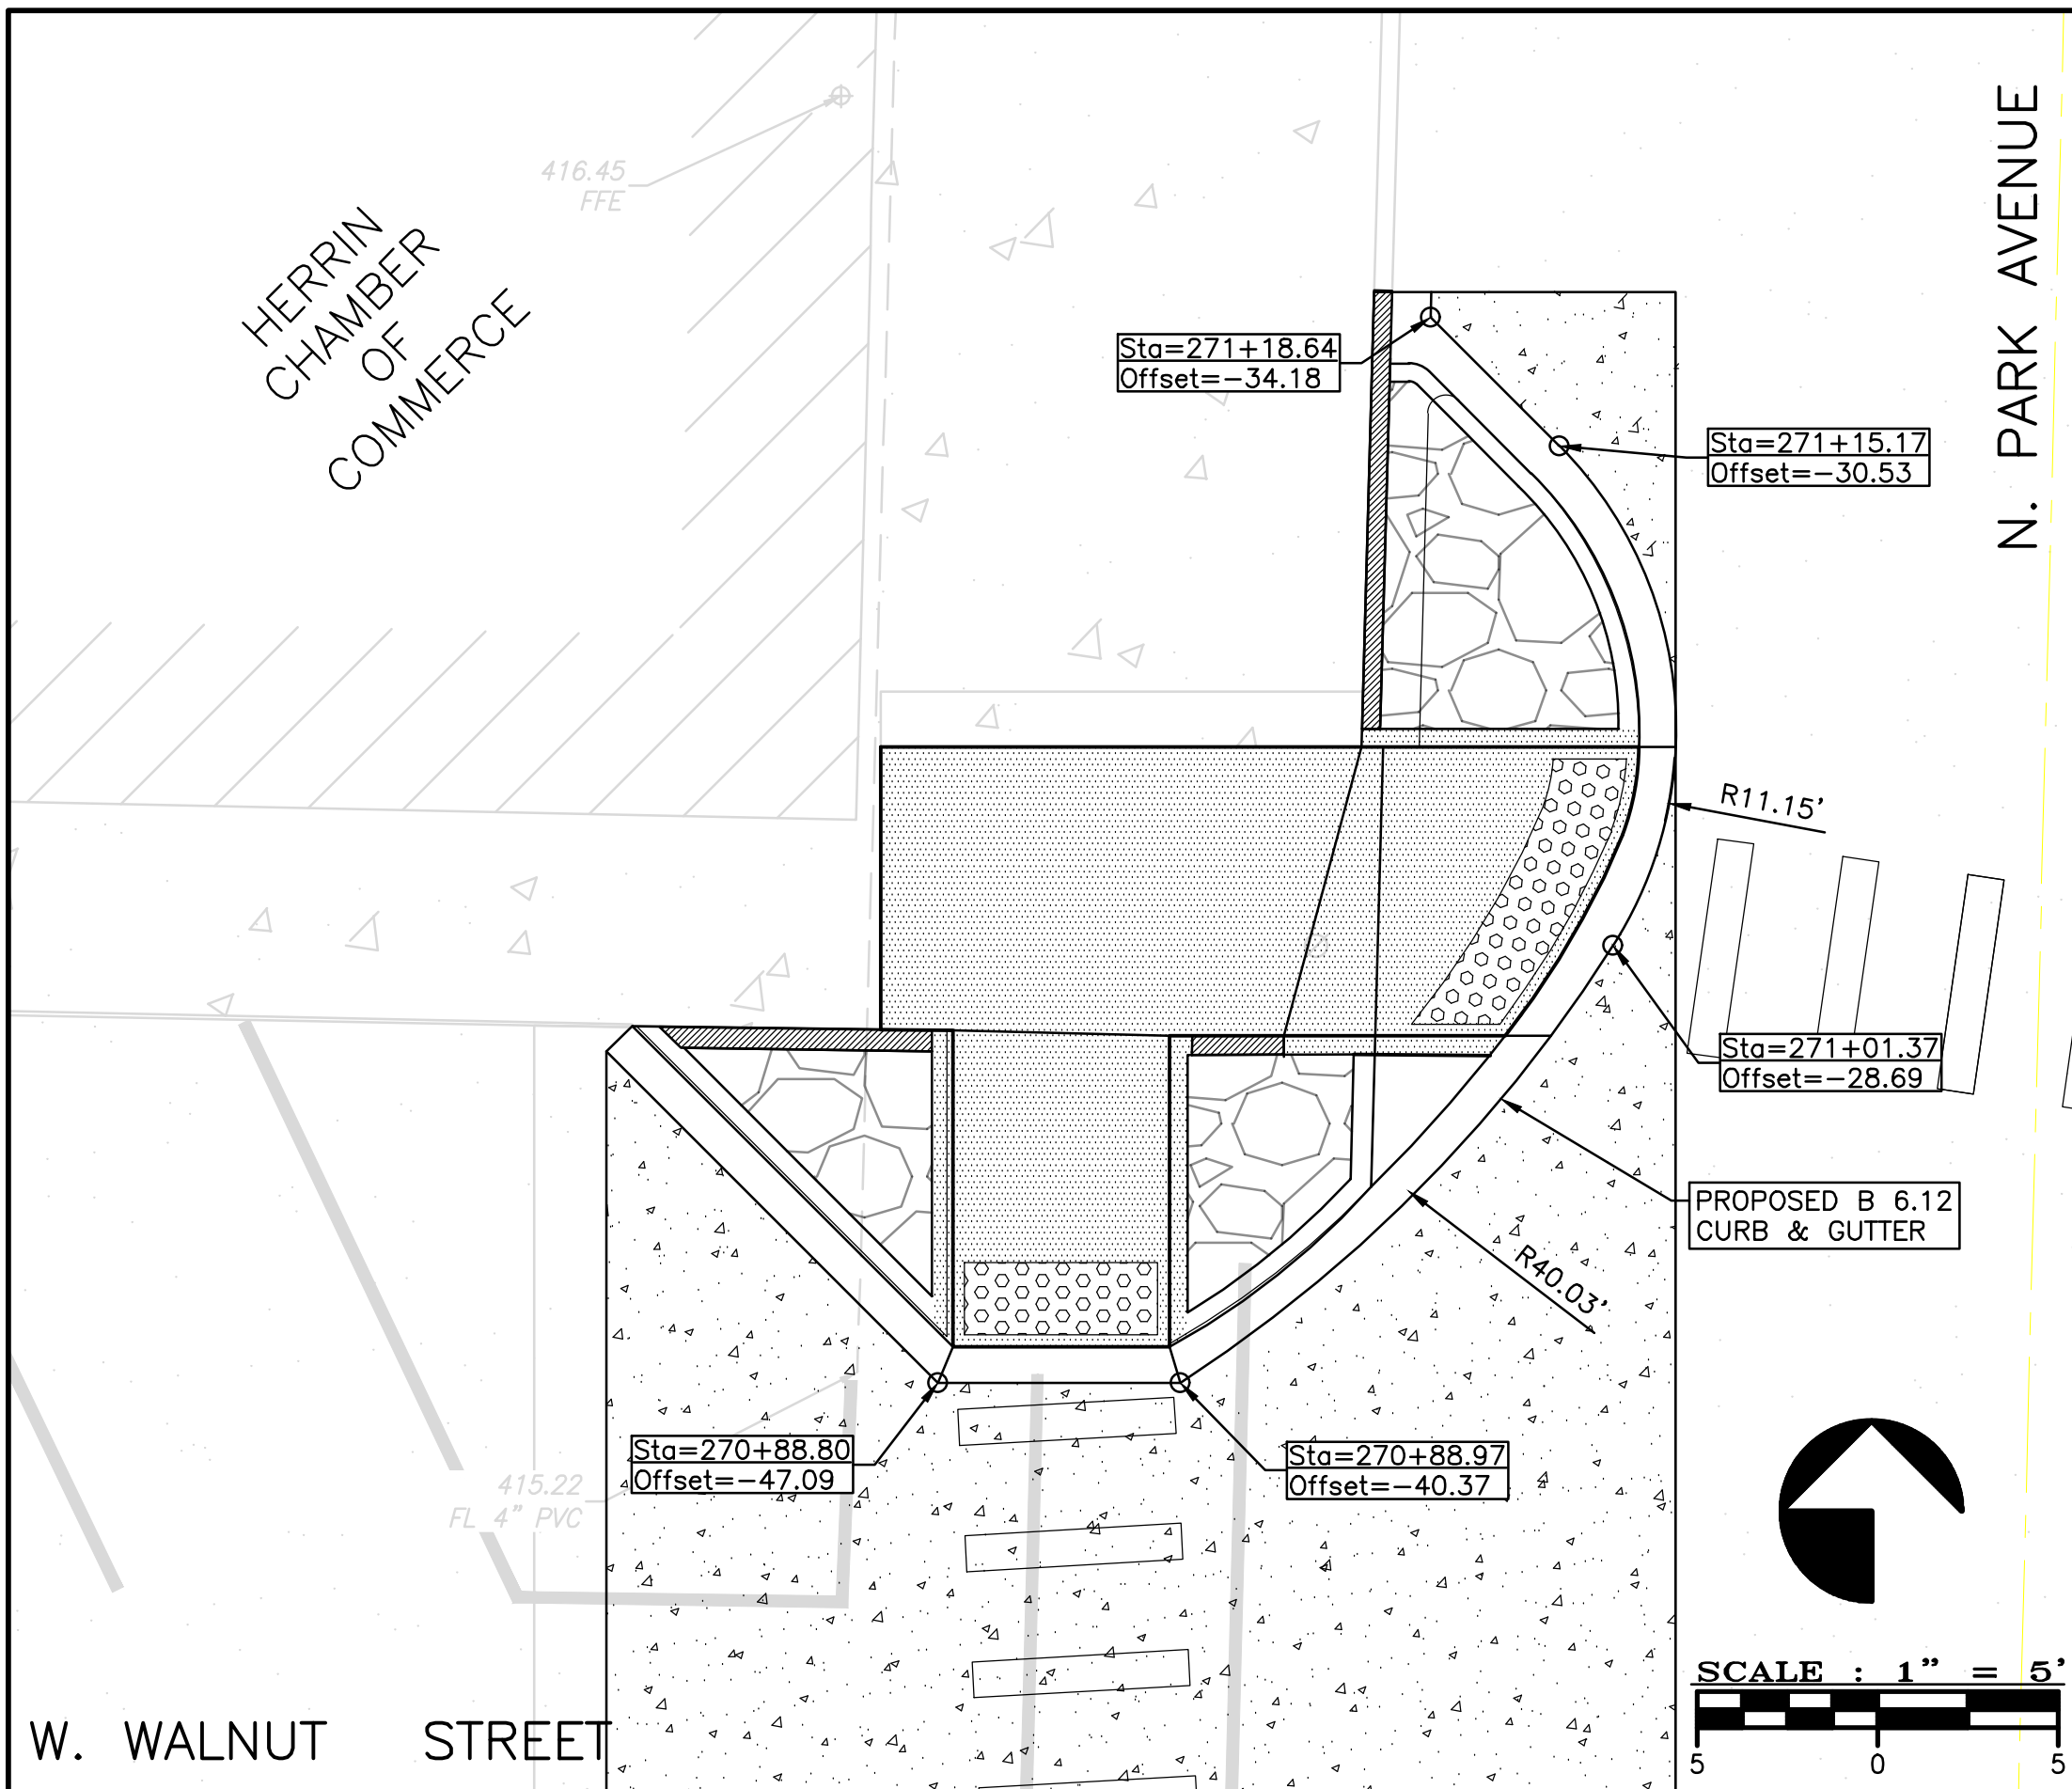 416.45
FFE
HERRIN
CHAMBER
OF
COMMERCE
N. PARK AVENUE
Sta=271+18.64
Offset=-34.18
Sta=271+15.17
Offset=-30.53
R11.15'
Sta=271+01.37
Offset=-28.69
PROPOSED B 6.12
CURB & GUTTER
R40.03'
Sta=270+88.80
Offset=-47.09
Sta=270+88.97
Offset=-40.37
415.22
FL 4" PVC
SCALE : 1" = 5'
5 0 5
W. WALNUT STREET